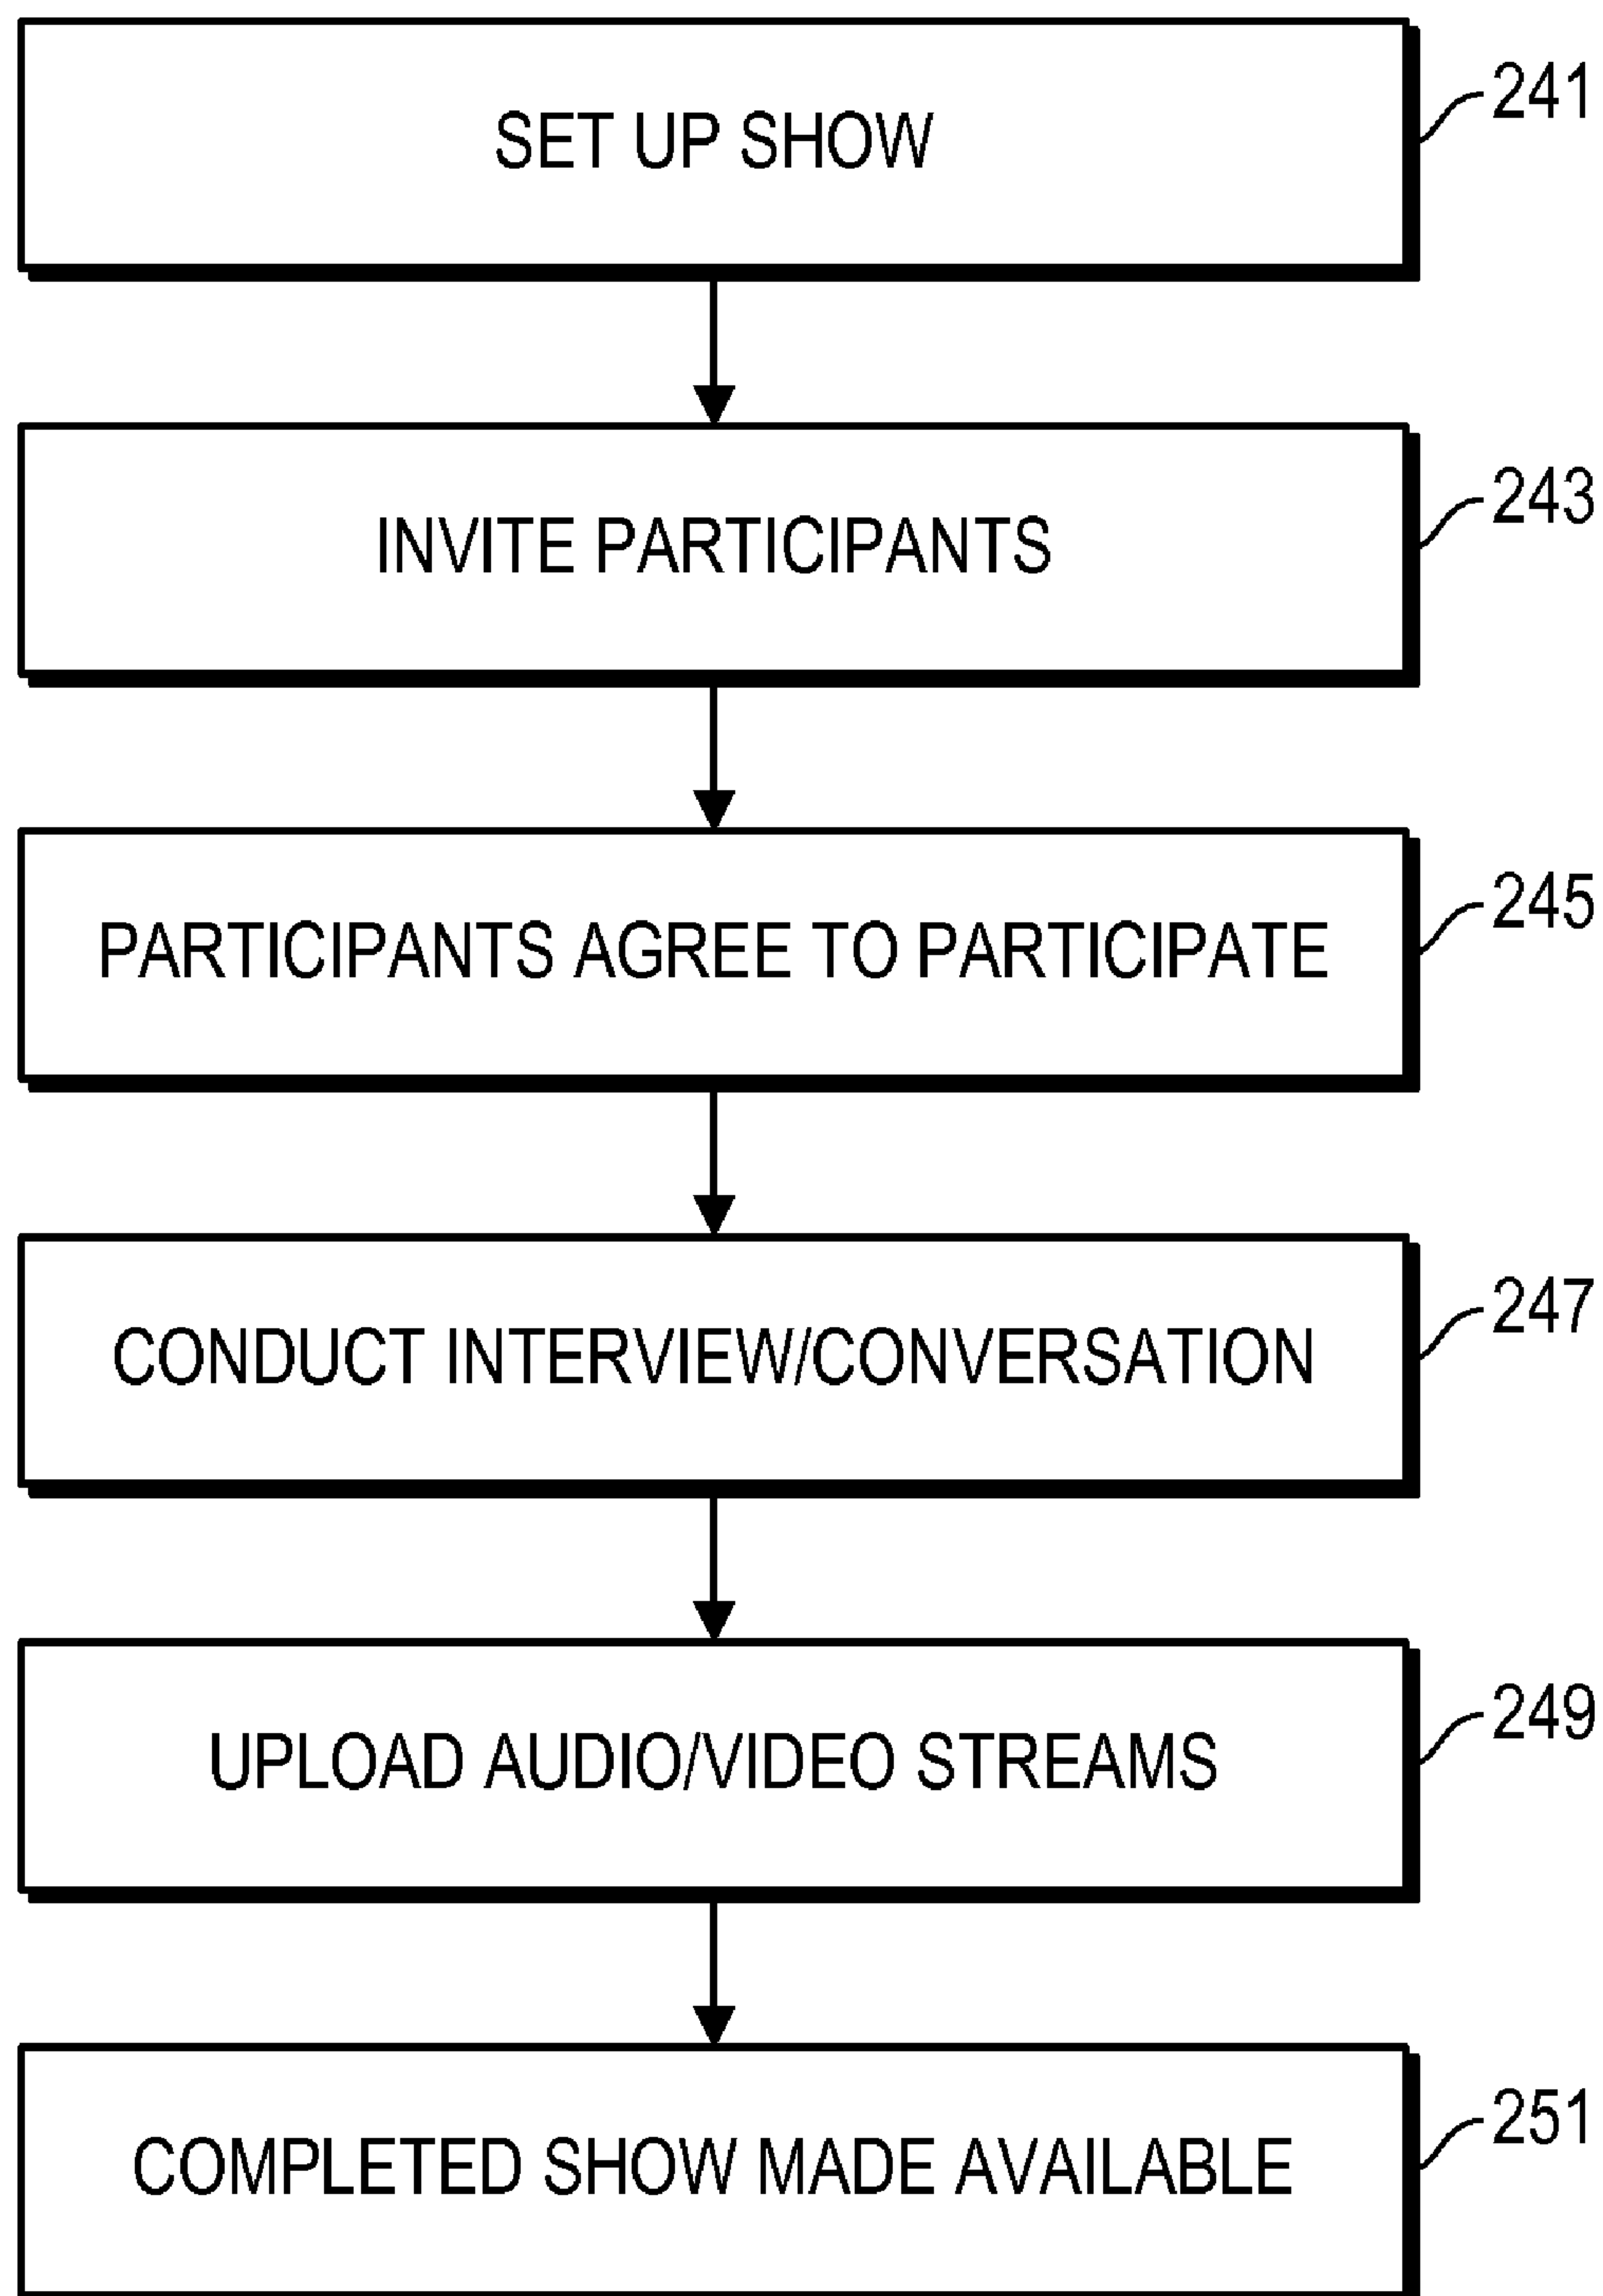 SET UP SHOW
241
INVITE PARTICIPANTS
243
PARTICIPANTS AGREE TO PARTICIPATE
245
CONDUCT INTERVIEW/CONVERSATION
247
UPLOAD AUDIO/VIDEO STREAMS
249
COMPLETED SHOW MADE AVAILABLE
251